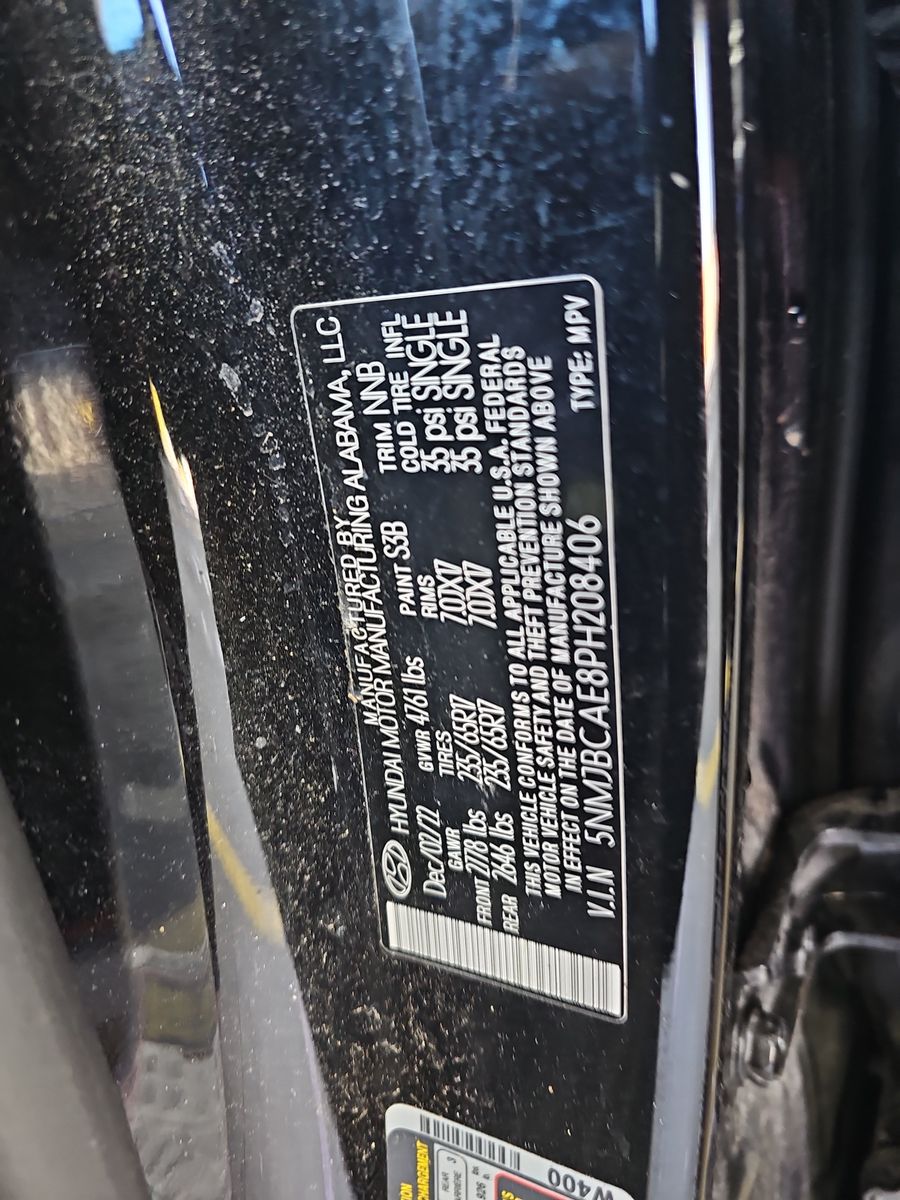 MANUFACTURED BY
HYUNDAI MOTOR MANUFACTURING ALABAMA, LLC
Dec/02/22 GVWR 4761 lbs PAINT S3B TRIM NNB
GAWR TIRES RIMS COLD TIRE INFL
FRONT 2778 lbs 235/65R17 7.0JX17 35 psi SINGLE
REAR 2646 lbs 235/65R17 7.0JX17 35 psi SINGLE
THIS VEHICLE CONFORMS TO ALL APPLICABLE U.S.A. FEDERAL
MOTOR VEHICLE SAFETY AND THEFT PREVENTION STANDARDS
IN EFFECT ON THE DATE OF MANUFACTURE SHOWN ABOVE
V.I.N 5NMJBCAE8PH208406 TYPE: MPV
REAR 3
W400